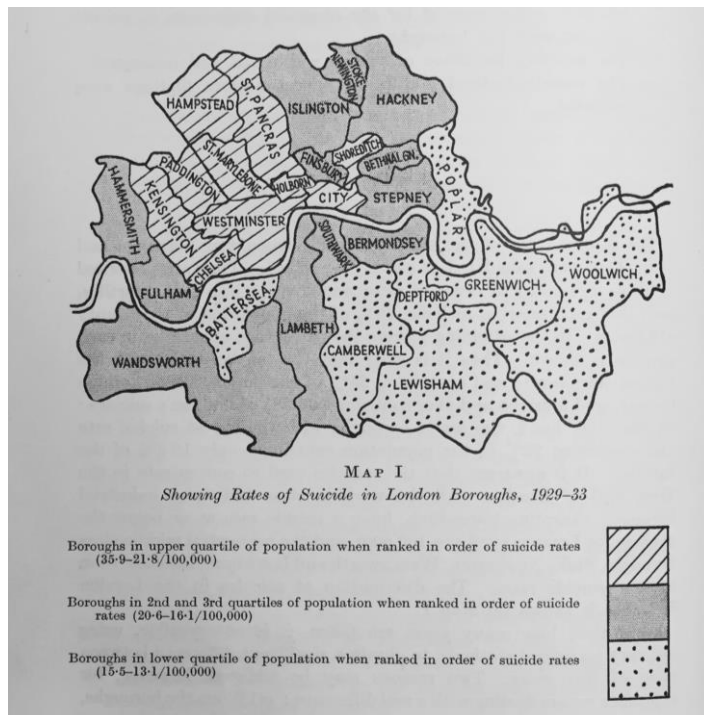 STOKE
NEWINGTON
HAMPSTEAD
ST. PANCRAS
ISLINGTON
HACKNEY
ST. MARYLEBONE
SHOREDITCH
FINSBURY
BETHNAL GN.
PADDINGTON
HOLBORN
POPLAR
HAMMERSMITH
KENSINGTON
CITY
STEPNEY
WESTMINSTER
SOUTHWARK
BERMONDSEY
WOOLWICH
CHELSEA
GREENWICH
FULHAM
DEPTFORD
BATTERSEA
LAMBETH
CAMBERWELL
WANDSWORTH
LEWISHAM
MAP I
Showing Rates of Suicide in London Boroughs, 1929–33
Boroughs in upper quartile of population when ranked in order of suicide rates
(35·9–21·8/100,000)
Boroughs in 2nd and 3rd quartiles of population when ranked in order of suicide
rates (20·6–16·1/100,000)
Boroughs in lower quartile of population when ranked in order of suicide rates
(15·5–13·1/100,000)